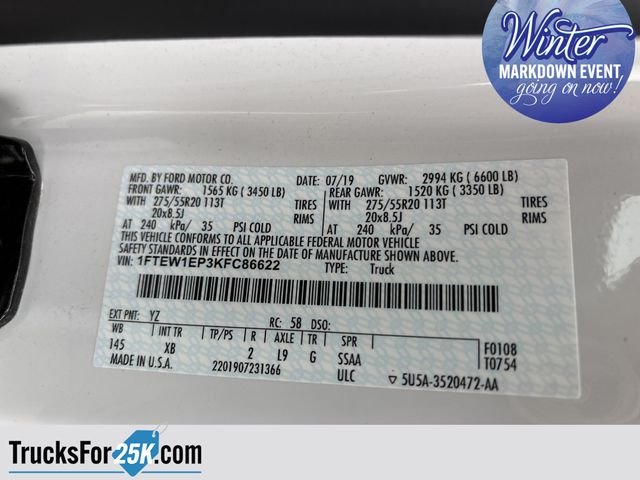 Winter
MARKDOWN EVENT
going on now!
MFD. BY FORD MOTOR CO. DATE: 07/19 GVWR: 2994 KG (6600 LB)
FRONT GAWR: 1565 KG (3450 LB) REAR GAWR: 1520 KG (3350 LB)
WITH 275/55R20 113T TIRES WITH 275/55R20 113T TIRES
20x8.5J RIMS 20x8.5J RIMS
AT 240 kPa/ 35 PSI COLD AT 240 kPa/ 35 PSI COLD
THIS VEHICLE CONFORMS TO ALL APPLICABLE FEDERAL MOTOR VEHICLE
SAFETY STANDARDS IN EFFECT ON THE DATE OF MANUFACTURE SHOWN ABOVE.
VIN: 1FTEW1EP3KFC86622 TYPE: Truck
EXT PNT: YZ RC: 58 DSO:
WB INT TR TP/PS R AXLE TR SPR F0108
145 XB 2 L9 G SSAA T0754
MADE IN U.S.A. 2201907231366 ULC ▽ 5U5A-3520472-AA
TrucksFor25K.com